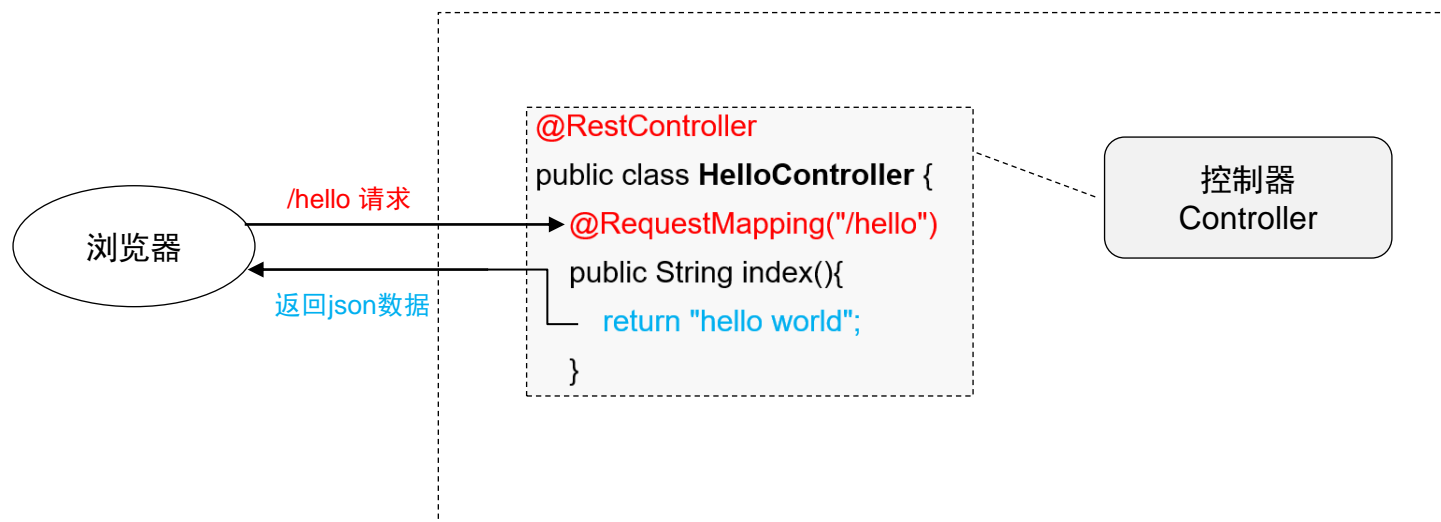 浏览器
/hello 请求
返回json数据
@RestController
public class HelloController {
@RequestMapping("/hello")
public String index(){
return "hello world";
}
控制器
Controller